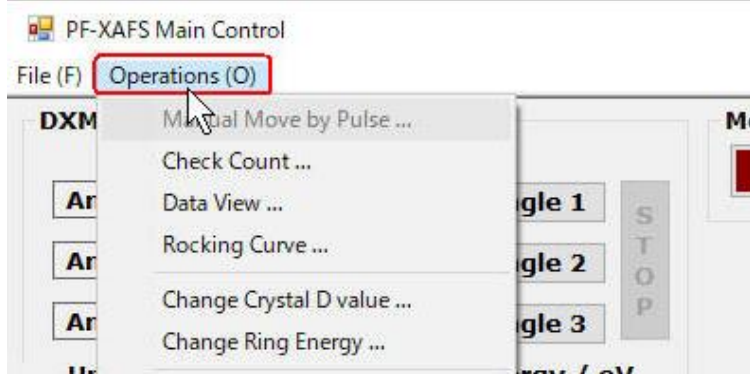 PF-XAFS Main Control
File (F) Operations (O)
DXM
Manual Move by Pulse ...
Check Count ...
Data View ...
Rocking Curve ...
Change Crystal D value ...
Change Ring Energy ...
An
gle 1
An
gle 2
An
gle 3
STOP